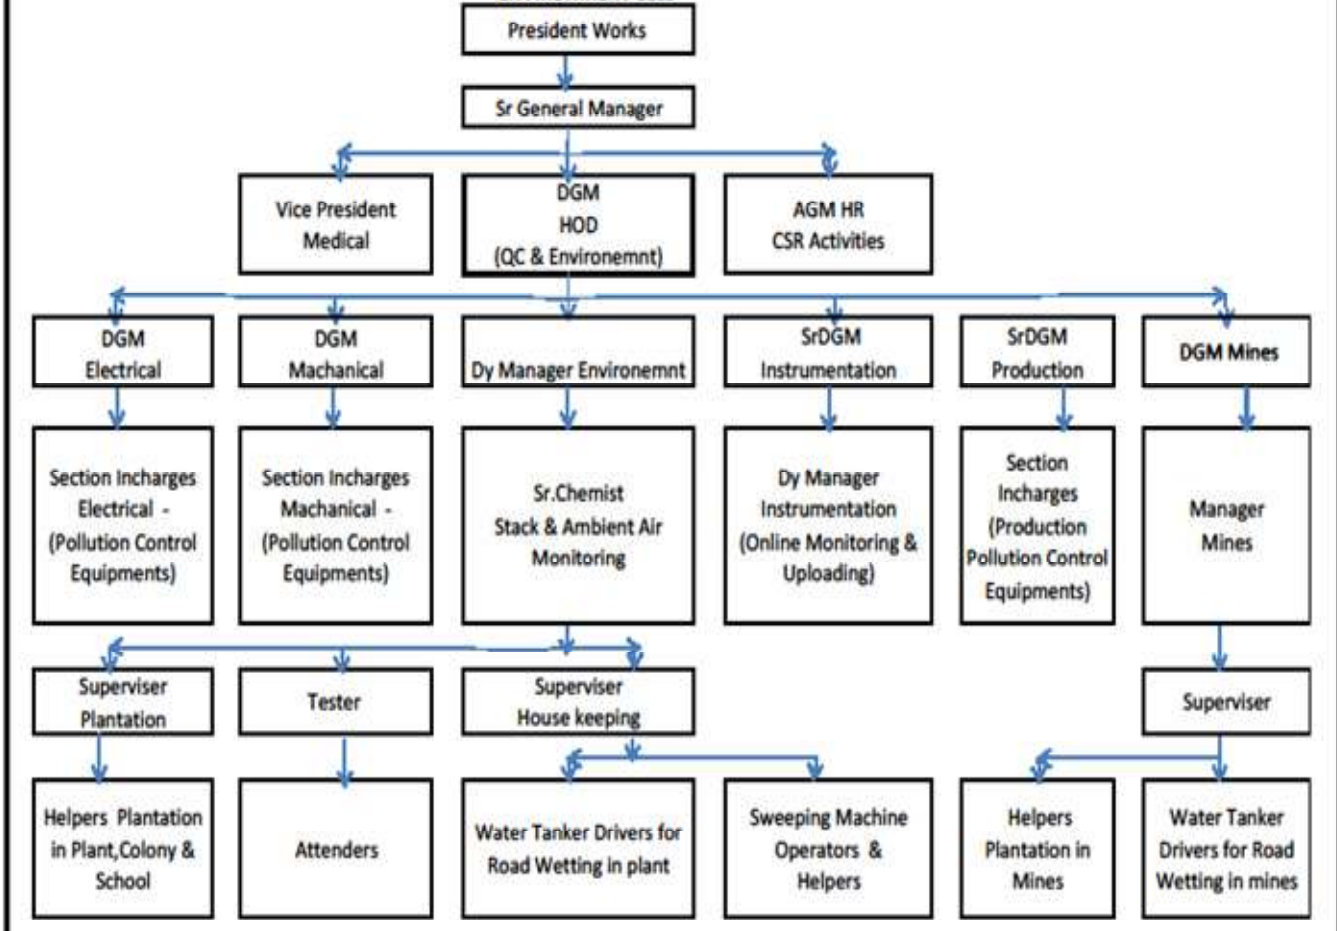 President Works
Sr General Manager
Vice President
Medical
DGM
HOD
(QC & Environemnt)
AGM HR
CSR Activities
DGM
Electrical
DGM
Machanical
Dy Manager Environemnt
SrDGM
Instrumentation
SrDGM
Production
DGM Mines
Section Incharges
Electrical -
(Pollution Control
Equipments)
Section Incharges
Machanical -
(Pollution Control
Equipments)
Sr.Chemist
Stack & Ambient Air
Monitoring
Dy Manager
Instrumentation
(Online Monitoring &
Uploading)
Section
Incharges
(Production
Pollution Control
Equipments)
Manager
Mines
Superviser
Plantation
Tester
Superviser
House keeping
Superviser
Helpers Plantation
in Plant,Colony &
School
Attenders
Water Tanker Drivers for
Road Wetting in plant
Sweeping Machine
Operators &
Helpers
Helpers
Plantation in
Mines
Water Tanker
Drivers for Road
Wetting in mines